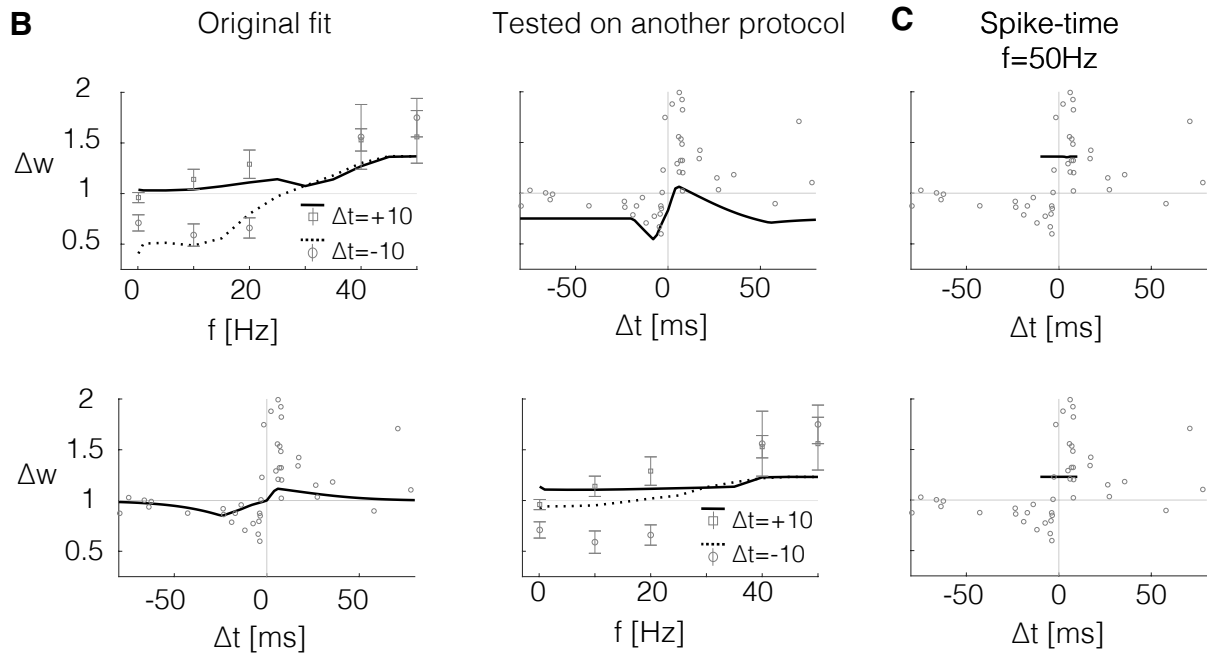 B Original fit Tested on another protocol C Spike-time
f=50Hz
2
1.5
Δw
1
0.5
Δt=+10
Δt=-10
0 20 40
f [Hz]
-50 0 50
Δt [ms]
-50 0 50
Δt [ms]
2
1.5
Δw
1
0.5
-50 0 50
Δt [ms]
Δt=+10
Δt=-10
0 20 40
f [Hz]
-50 0 50
Δt [ms]